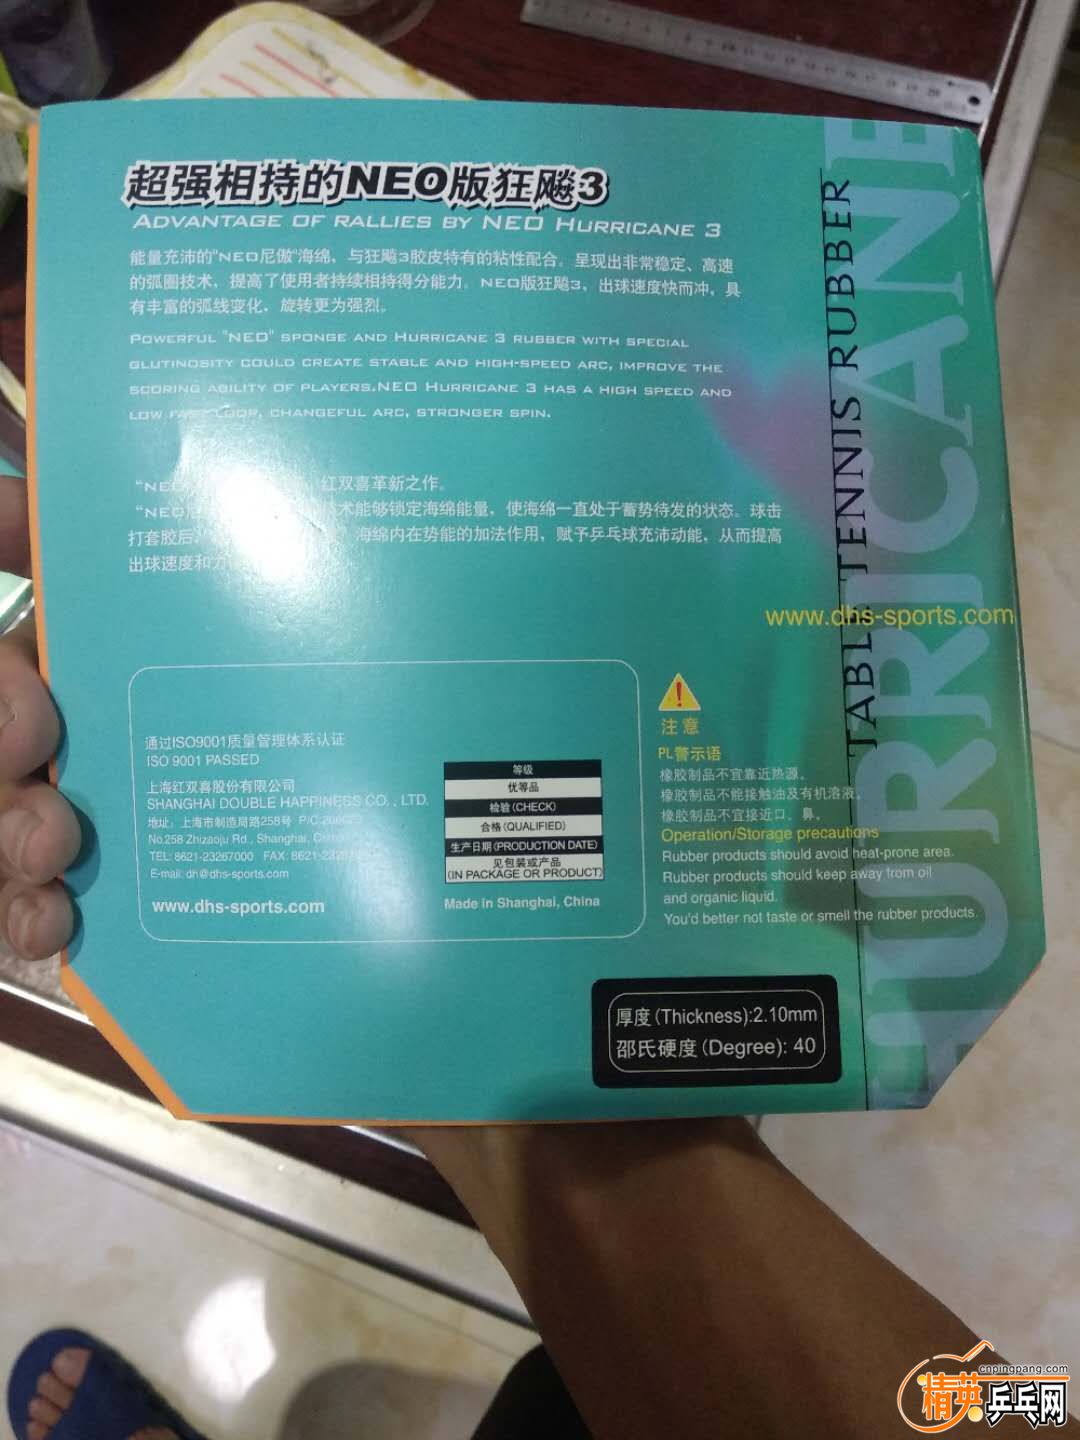 超强相持的NEO版狂飚3
ADVANTAGE OF RALLIES BY NEO HURRICANE 3
能量充沛的"NEO尼傲"海绵，与狂飚3胶皮特有的粘性配合。呈现出非常稳定、高速
的弧圈技术，提高了使用者持续相持得分能力。NEO版狂飚3，出球速度快而冲，具
有丰富的弧线变化，旋转更为强烈。
POWERFUL "NEO" SPONGE AND HURRICANE 3 RUBBER WITH SPECIAL
GLUTINOSITY COULD CREATE STABLE AND HIGH-SPEED ARC, IMPROVE THE
SCORING ABILITY OF PLAYERS.NEO HURRICANE 3 HAS A HIGH SPEED AND
LOW FAST LOOP, CHANGEFUL ARC, STRONGER SPIN.
"NEO 红双喜革新之作。
"NEO 术能够锁定海绵能量，使海绵一直处于蓄势待发的状态。球击
打套胶后， 海绵内在势能的加法作用，赋予乒乓球充沛动能，从而提高
出球速度和力
HURRICANE
TABLE TENNIS RUBBER
www.dhs-sports.com
通过ISO9001质量管理体系认证
ISO 9001 PASSED
上海红双喜股份有限公司
SHANGHAI DOUBLE HAPPINESS CO., LTD.
地址：上海市制造局路258号 P/C:
No.258 Zhizaoju Rd., Shanghai,
TEL: 8621-23267000 FAX: 8621-
E-mail: dh@dhs-sports.com
www.dhs-sports.com
等级
优等品
检验(CHECK)
合格(QUALIFIED)
生产日期(PRODUCTION DATE)
见包装或产品
(IN PACKAGE OR PRODUCT)
Made in Shanghai, China
注意
PL警示语
橡胶制品不宜靠近热源。
橡胶制品不能接触油及有机溶液。
橡胶制品不宜接近口、鼻。
Operation/Storage precautions
Rubber products should avoid heat-prone area.
Rubber products should keep away from oil
and organic liquid.
You'd better not taste or smell the rubber products.
厚度(Thickness):2.10mm
邵氏硬度(Degree): 40
cnpingpang.com
精英乒乓网